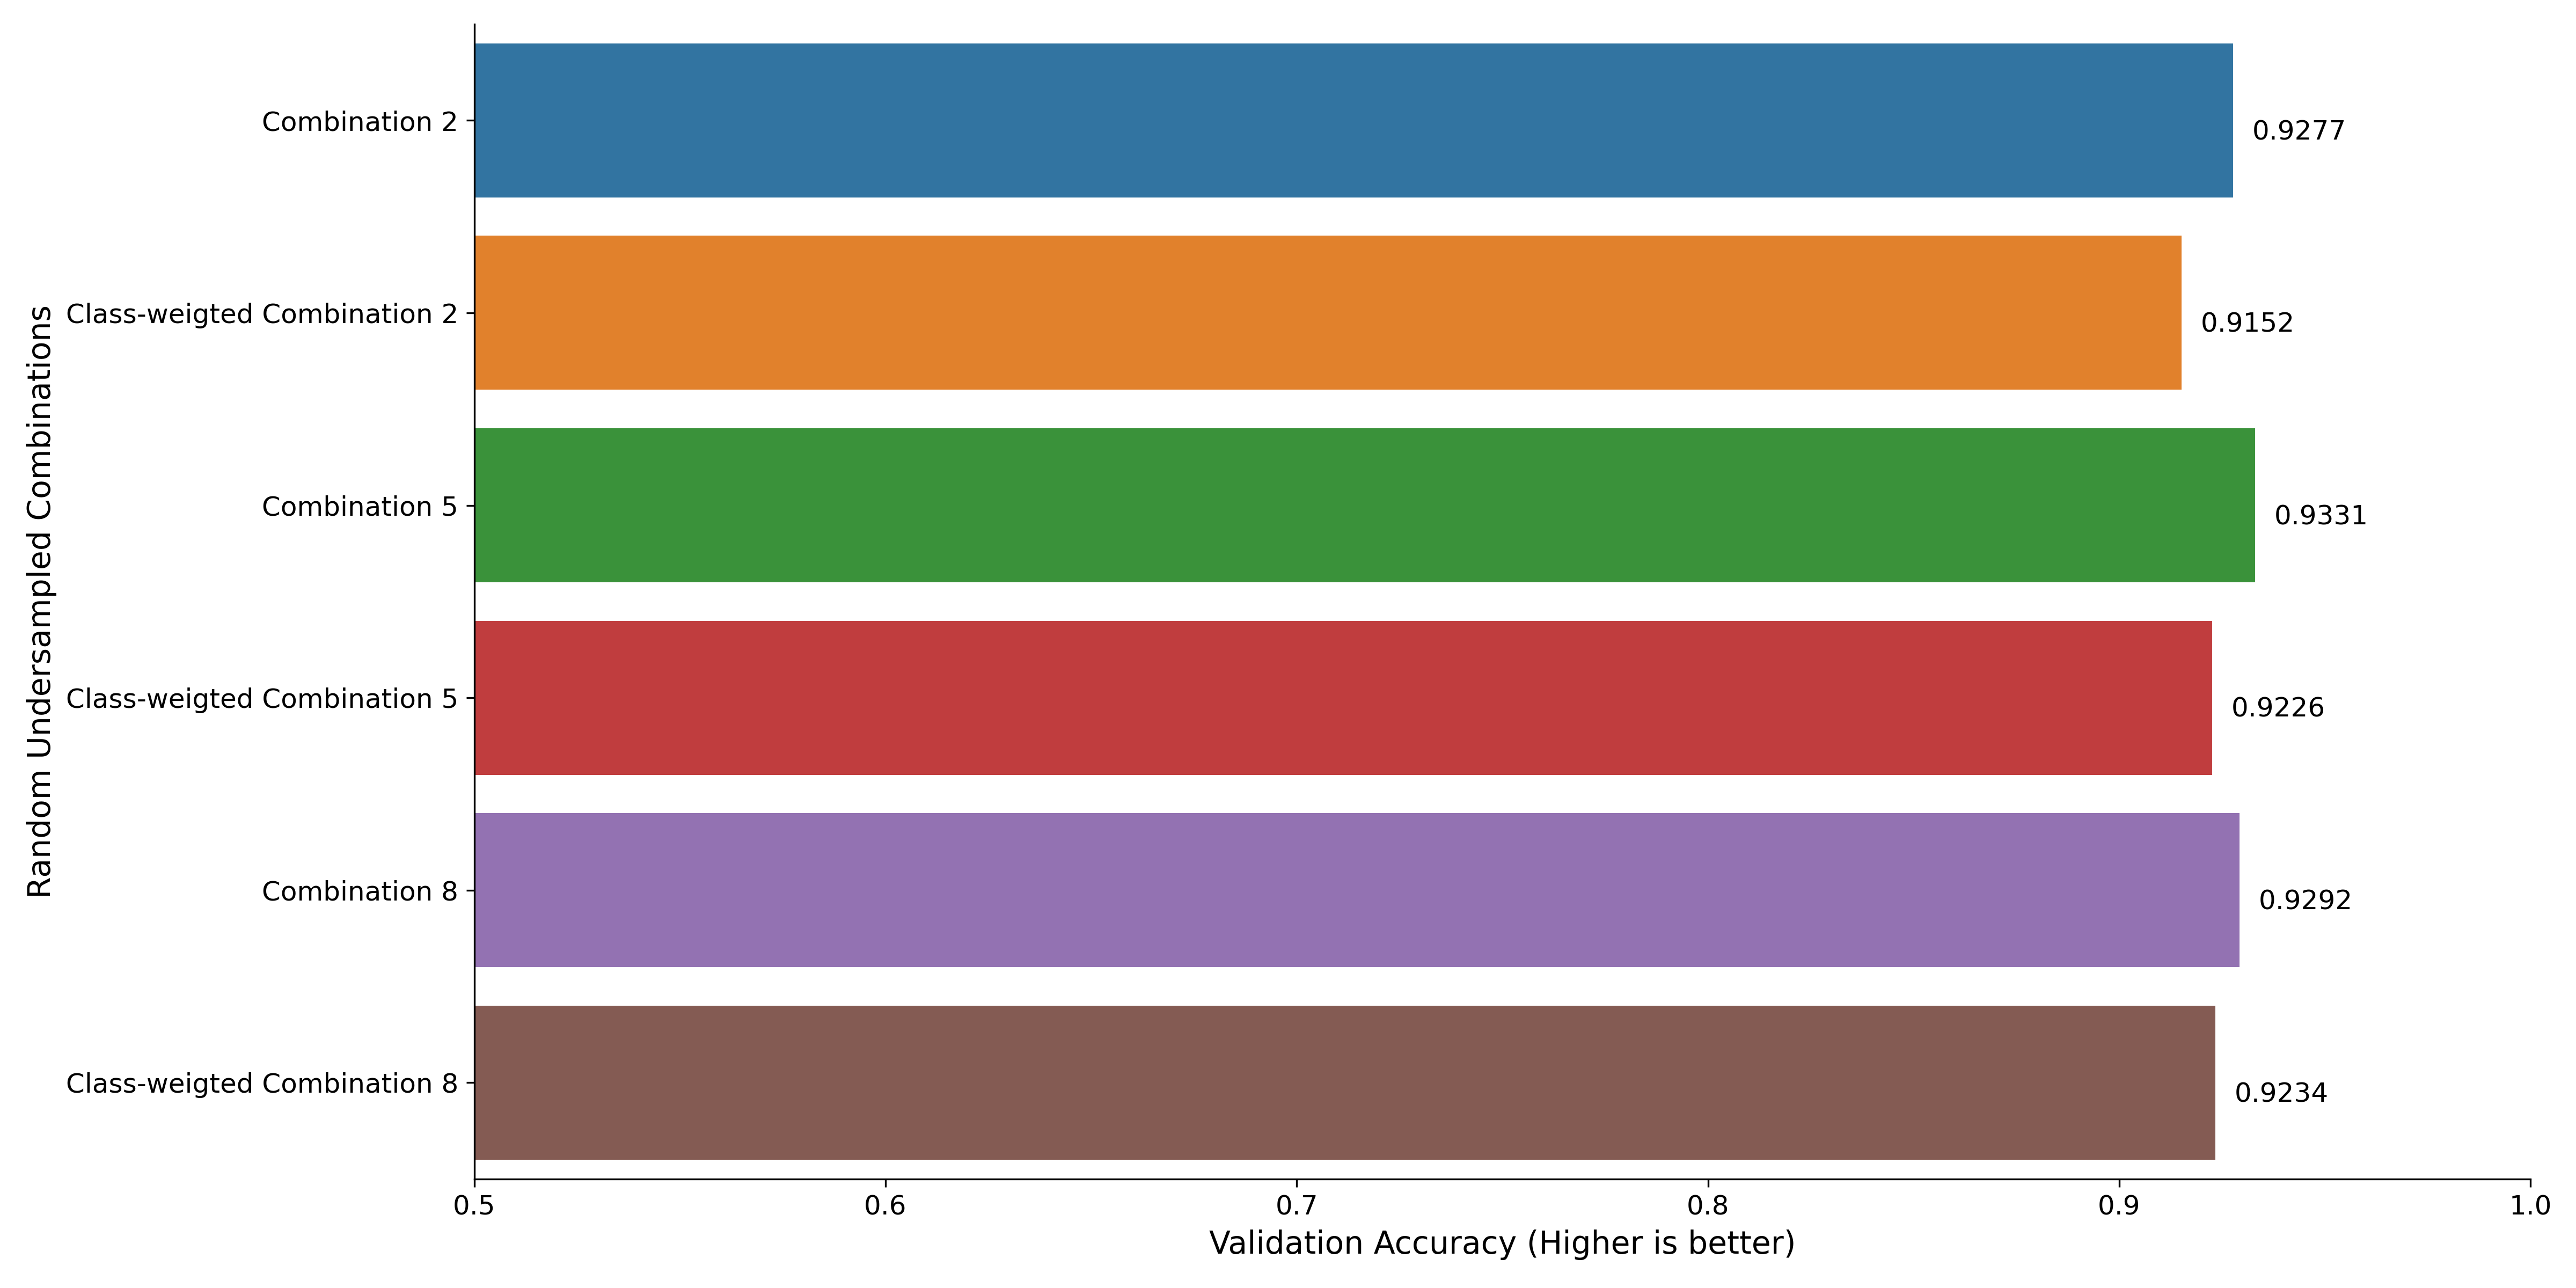 Random Undersampled Combinations
Combination 2
0.9277
Class-weigted Combination 2
0.9152
Combination 5
0.9331
Class-weigted Combination 5
0.9226
Combination 8
0.9292
Class-weigted Combination 8
0.9234
0.5 0.6 0.7 0.8 0.9 1.0
Validation Accuracy (Higher is better)